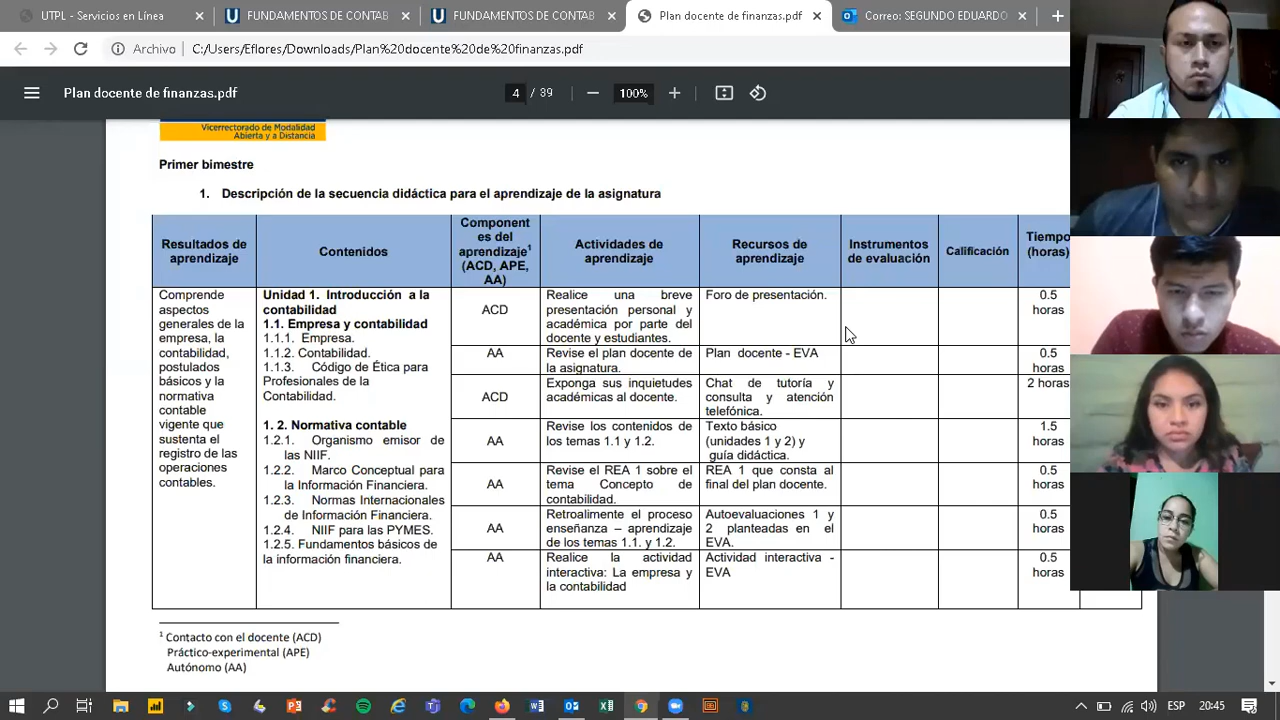 UTPL - Servicios en Línea
FUNDAMENTOS DE CONTAB
FUNDAMENTOS DE CONTAB
Plan docente de finanzas.pdf
Correo: SEGUNDO EDUARDO
Archivo
C:/Users/Eflores/Downloads/Plan%20docente%20de%20finanzas.pdf
Plan docente de finanzas.pdf
4 / 39
100%
Vicerrectorado de Modalidad
Abierta y a Distancia
Primer bimestre
1. Descripción de la secuencia didáctica para el aprendizaje de la asignatura
Resultados de
aprendizaje
Contenidos
Component
es del
aprendizaje1
(ACD, APE,
AA)
Actividades de
aprendizaje
Recursos de
aprendizaje
Instrumentos
de evaluación
Calificación
Tiempo
(horas)
Comprende
aspectos
generales de la
empresa, la
contabilidad,
postulados
básicos y la
normativa
contable
vigente que
sustenta el
registro de las
operaciones
contables.
Unidad 1. Introducción a la
contabilidad
1.1. Empresa y contabilidad
1.1.1. Empresa.
1.1.2. Contabilidad.
1.1.3. Código de Ética para
Profesionales de la
Contabilidad.
1. 2. Normativa contable
1.2.1. Organismo emisor de
las NIIF.
1.2.2. Marco Conceptual para
la Información Financiera.
1.2.3. Normas Internacionales
de Información Financiera.
1.2.4. NIIF para las PYMES.
1.2.5. Fundamentos básicos de
la información financiera.
ACD
Realice una breve
presentación personal y
académica por parte del
docente y estudiantes.
Foro de presentación.
0.5
horas
AA
Revise el plan docente de
la asignatura.
Plan docente - EVA
0.5
horas
ACD
Exponga sus inquietudes
académicas al docente.
Chat de tutoría y
consulta y atención
telefónica.
2 horas
AA
Revise los contenidos de
los temas 1.1 y 1.2.
Texto básico
(unidades 1 y 2) y
guía didáctica.
1.5
horas
AA
Revise el REA 1 sobre el
tema Concepto de
contabilidad.
REA 1 que consta al
final del plan docente.
0.5
horas
AA
Retroalimente el proceso
enseñanza – aprendizaje
de los temas 1.1. y 1.2.
Autoevaluaciones 1 y
2 planteadas en el
EVA.
0.5
horas
AA
Realice la actividad
interactiva: La empresa y
la contabilidad
Actividad interactiva -
EVA
0.5
horas
1 Contacto con el docente (ACD)
Práctico-experimental (APE)
Autónomo (AA)
ESP
20:45